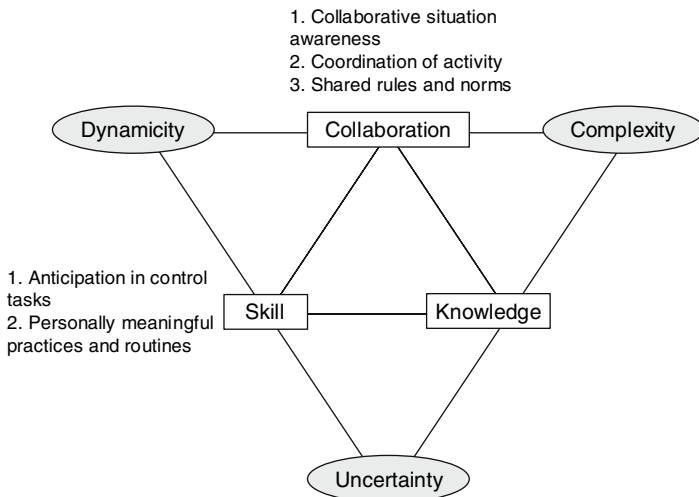 1. Collaborative situation
awareness
2. Coordination of activity
3. Shared rules and norms
Dynamicity
Collaboration
Complexity
1. Anticipation in control
tasks
2. Personally meaningful
practices and routines
Skill
Knowledge
Uncertainty